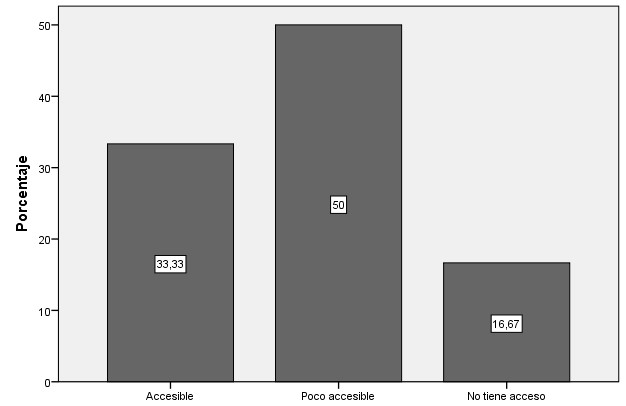 Porcentaje
50
40
30
20
10
0
33,33
50
16,67
Accesible
Poco accesible
No tiene acceso